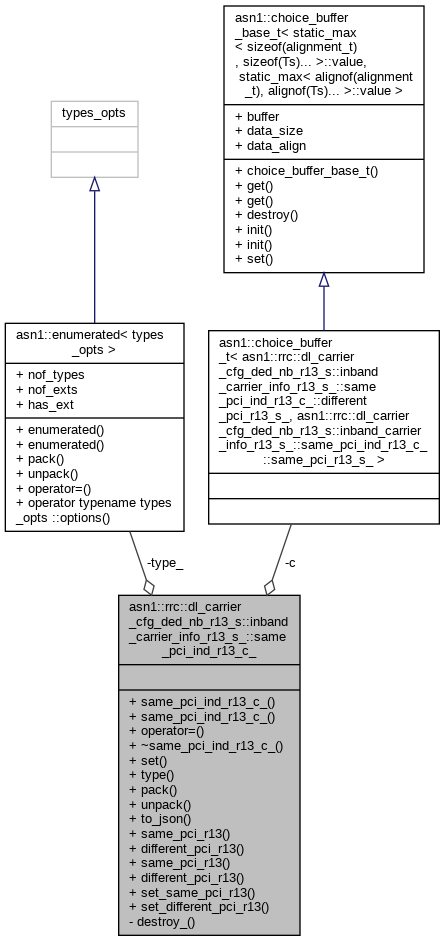 asn1::choice_buffer
_base_t< static_max
< sizeof(alignment_t)
, sizeof(Ts)... >::value,
static_max< alignof(alignment
_t), alignof(Ts)... >::value >
+ buffer
+ data_size
+ data_align
+ choice_buffer_base_t()
+ get()
+ get()
+ destroy()
+ init()
+ init()
+ set()
types_opts
asn1::enumerated< types
_opts >
+ nof_types
+ nof_exts
+ has_ext
+ enumerated()
+ enumerated()
+ pack()
+ unpack()
+ operator=()
+ operator typename types
_opts ::options()
asn1::choice_buffer
_t< asn1::rrc::dl_carrier
_cfg_ded_nb_r13_s::inband
_carrier_info_r13_s_::same
_pci_ind_r13_c_::different
_pci_r13_s_, asn1::rrc::dl_carrier
_cfg_ded_nb_r13_s::inband_carrier
_info_r13_s_::same_pci_ind_r13_c_
::same_pci_r13_s_ >
-type_
-c
asn1::rrc::dl_carrier
_cfg_ded_nb_r13_s::inband
_carrier_info_r13_s_::same
_pci_ind_r13_c_
+ same_pci_ind_r13_c_()
+ same_pci_ind_r13_c_()
+ operator=()
+ ~same_pci_ind_r13_c_()
+ set()
+ type()
+ pack()
+ unpack()
+ to_json()
+ same_pci_r13()
+ different_pci_r13()
+ same_pci_r13()
+ different_pci_r13()
+ set_same_pci_r13()
+ set_different_pci_r13()
- destroy_()